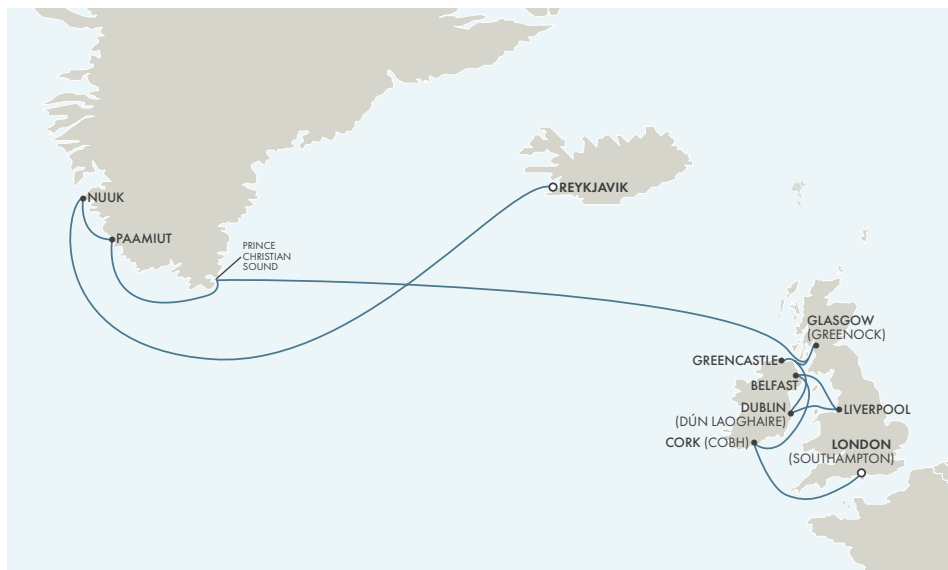 REYKJAVIK
NUUK
PAAMIUT
PRINCE
CHRISTIAN
SOUND
GLASGOW
(GREENOCK)
GREENCASTLE
BELFAST
DUBLIN
(DÚN LAOGHAIRE)
LIVERPOOL
CORK (COBH)
LONDON
(SOUTHAMPTON)